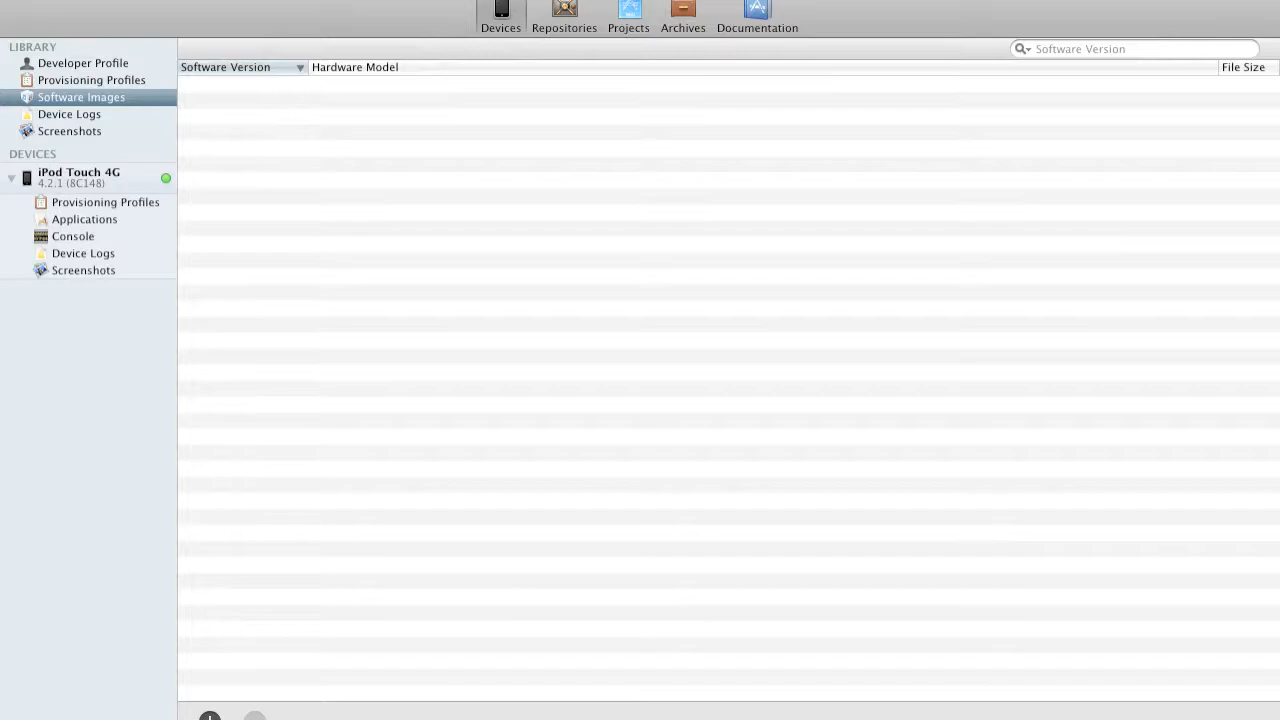 Devices Repositories Projects Archives Documentation
LIBRARY
Developer Profile
Provisioning Profiles
Software Images
Device Logs
Screenshots
DEVICES
iPod Touch 4G
4.2.1 (8C148)
Provisioning Profiles
Applications
Console
Device Logs
Screenshots
Software Version
Software Version Hardware Model File Size